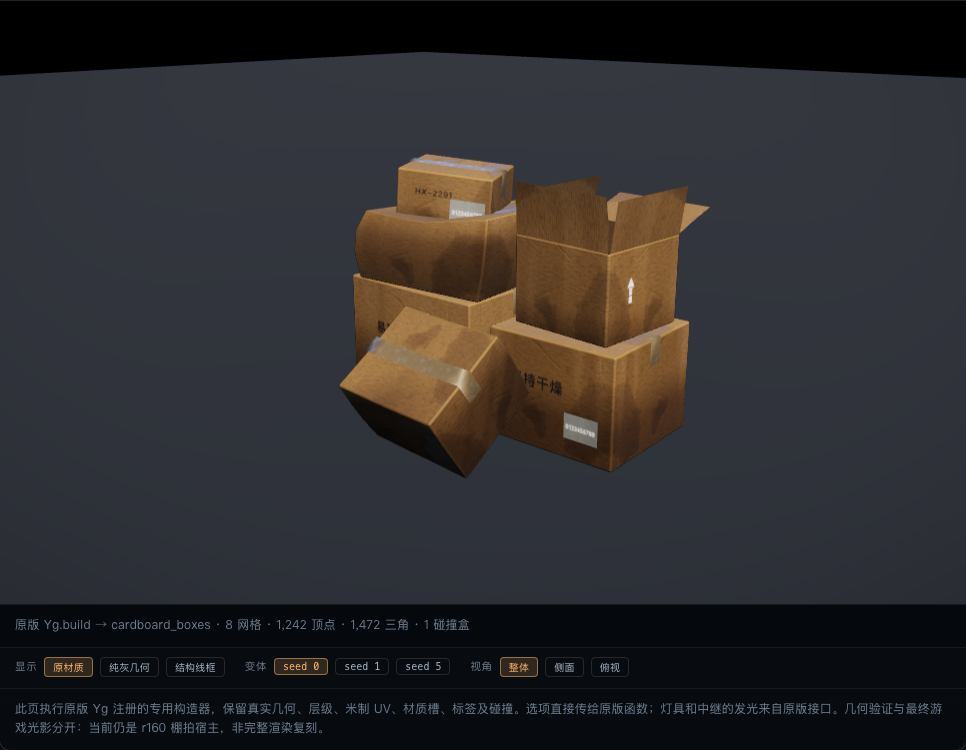 HX-2291
0123456789
持干燥
0123456789
原版 Yg.build → cardboard_boxes · 8 网格 · 1,242 顶点 · 1,472 三角 · 1 碰撞盒
显示 原材质 纯灰几何 结构线框 变体 seed 0 seed 1 seed 5 视角 整体 侧面 俯视
此页执行原版 Yg 注册的专用构造器，保留真实几何、层级、米制 UV、材质槽、标签及碰撞。选项直接传给原版函数；灯具和中继的发光来自原版接口。几何验证与最终游
戏光影分开：当前仍是 r160 棚拍宿主，非完整渲染复刻。